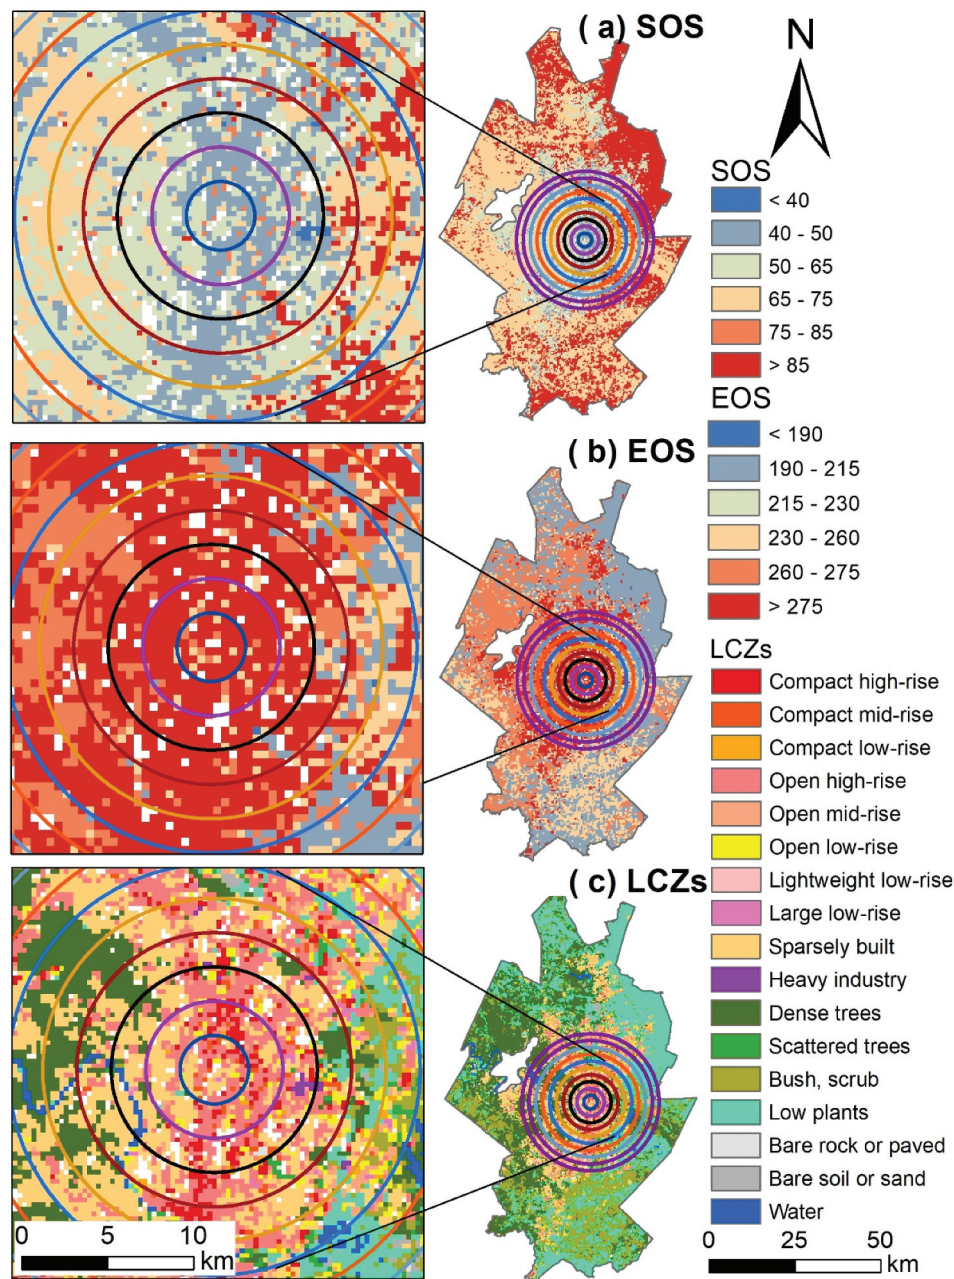 ( a) SOS
N
SOS
< 40
40 - 50
50 - 65
65 - 75
75 - 85
> 85
EOS
< 190
190 - 215
215 - 230
230 - 260
260 - 275
> 275
( b) EOS
LCZs
Compact high-rise
Compact mid-rise
Compact low-rise
Open high-rise
Open mid-rise
Open low-rise
Lightweight low-rise
Large low-rise
Sparsely built
Heavy industry
Dense trees
Scattered trees
Bush, scrub
Low plants
Bare rock or paved
Bare soil or sand
Water
( c) LCZs
0 5 10
km
0 25 50
km